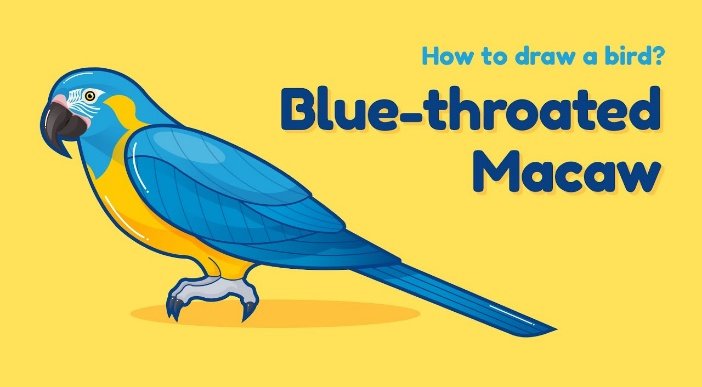 How to draw a bird?
Blue-throated
Macaw